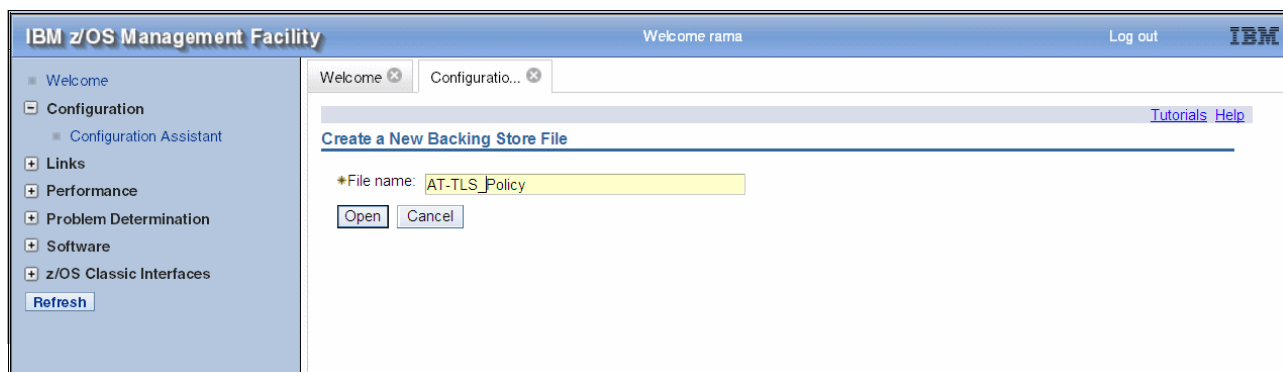 IBM z/OS Management Facility
Welcome rama
Log out
IBM
Welcome
Configuration
Configuration Assistant
Links
Performance
Problem Determination
Software
z/OS Classic Interfaces
Refresh
Welcome
Configuratio...
Tutorials Help
Create a New Backing Store File
*File name: AT-TLS_Policy
Open Cancel